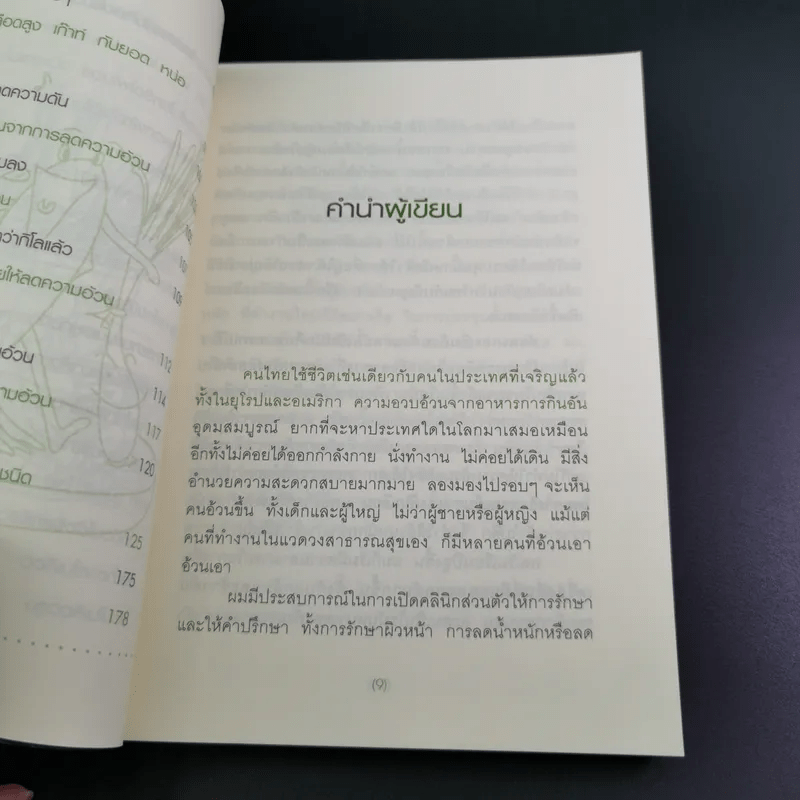 เก๊าท์ ทับยอด หน่อ
ดความดัน
จากการลดความอ้วน
ลง
ว่ากิโลแล้ว
ให้ลดความอ้วน
112
114
117
120
ชนิด
125
175
178
คำนำผู้เขียน
คนไทยใช้ชีวิตเช่นเดียวกับคนในประเทศที่เจริญแล้ว
ทั้งในยุโรปและอเมริกา ความอวบอ้วนจากอาหารการกินอัน
อุดมสมบูรณ์ ยากที่จะหาประเทศใดในโลกมาเสมอเหมือน
อีกทั้งไม่ค่อยได้ออกกำลังกาย นั่งทำงาน ไม่ค่อยได้เดิน มีสิ่ง
อำนวยความสะดวกสบายมากมาย ลองมองไปรอบๆ จะเห็น
คนอ้วนขึ้น ทั้งเด็กและผู้ใหญ่ ไม่ว่าผู้ชายหรือผู้หญิง แม้แต่
คนที่ทำงานในแวดวงสาธารณสุขเอง ก็มีหลายคนที่อ้วนเอา
อ้วนเอา
ผมมีประสบการณ์ในการเปิดคลินิกส่วนตัวให้การรักษา
และให้คำปรึกษา ทั้งการรักษาผิวหน้า การลดน้ำหนักหรือลด
(9)